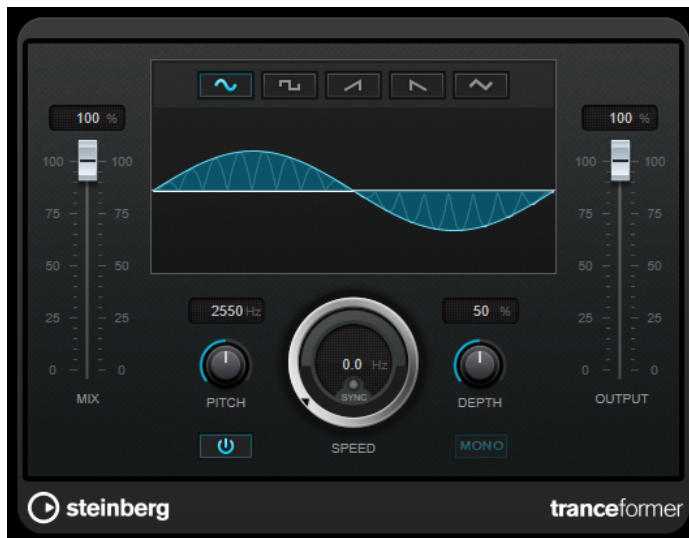 100 %
100 %
100 100
100 100
75 75
75 75
50 50
50 50
25 25
25 25
0 0
0 0
MIX
OUTPUT
2550 Hz
50 %
0.0 Hz
SYNC
PITCH
DEPTH
SPEED
MONO
steinberg
tranceformer